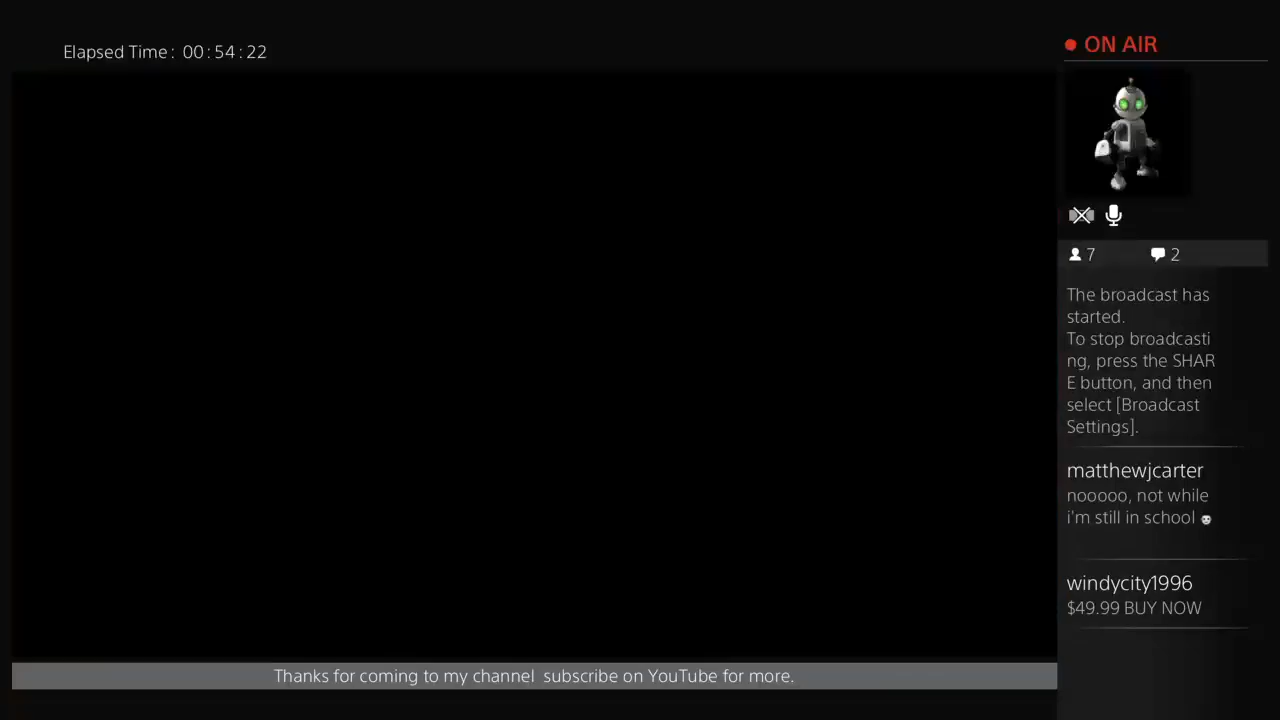 Elapsed Time: 00:54:22
ON AIR
7 2
The broadcast has
started.
To stop broadcasti
ng, press the SHAR
E button, and then
select [Broadcast
Settings].
matthewjcarter
nooooo, not while
i'm still in school
windycity1996
$49.99 BUY NOW
Thanks for coming to my channel  subscribe on YouTube for more.